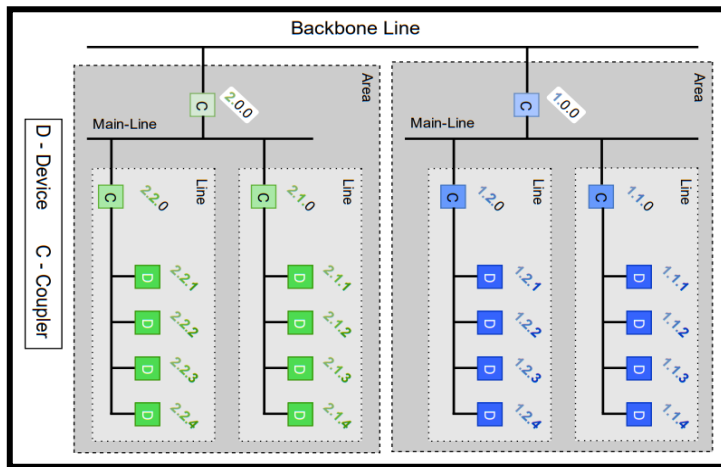 Backbone Line
Area
C
2.0.0
Main-Line
Line
C
2.2.0
D
2.2.1
D
2.2.2
D
2.2.3
D
2.2.4
Line
C
2.1.0
D
2.1.1
D
2.1.2
D
2.1.3
D
2.1.4
Area
C
1.0.0
Main-Line
Line
C
1.2.0
D
1.2.1
D
1.2.2
D
1.2.3
D
1.2.4
Line
C
1.1.0
D
1.1.1
D
1.1.2
D
1.1.3
D
1.1.4
D - Device
C - Coupler